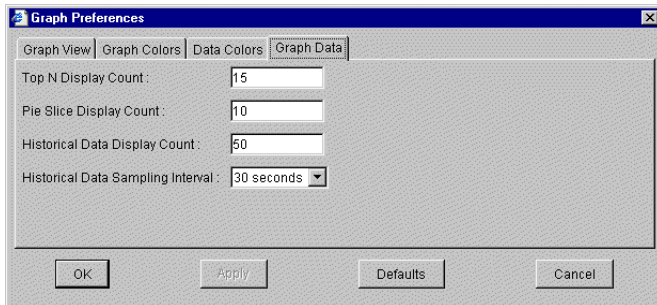 Graph Preferences
Graph View Graph Colors Data Colors Graph Data
Top N Display Count : 15
Pie Slice Display Count : 10
Historical Data Display Count : 50
Historical Data Sampling Interval : 30 seconds
OK Apply Defaults Cancel